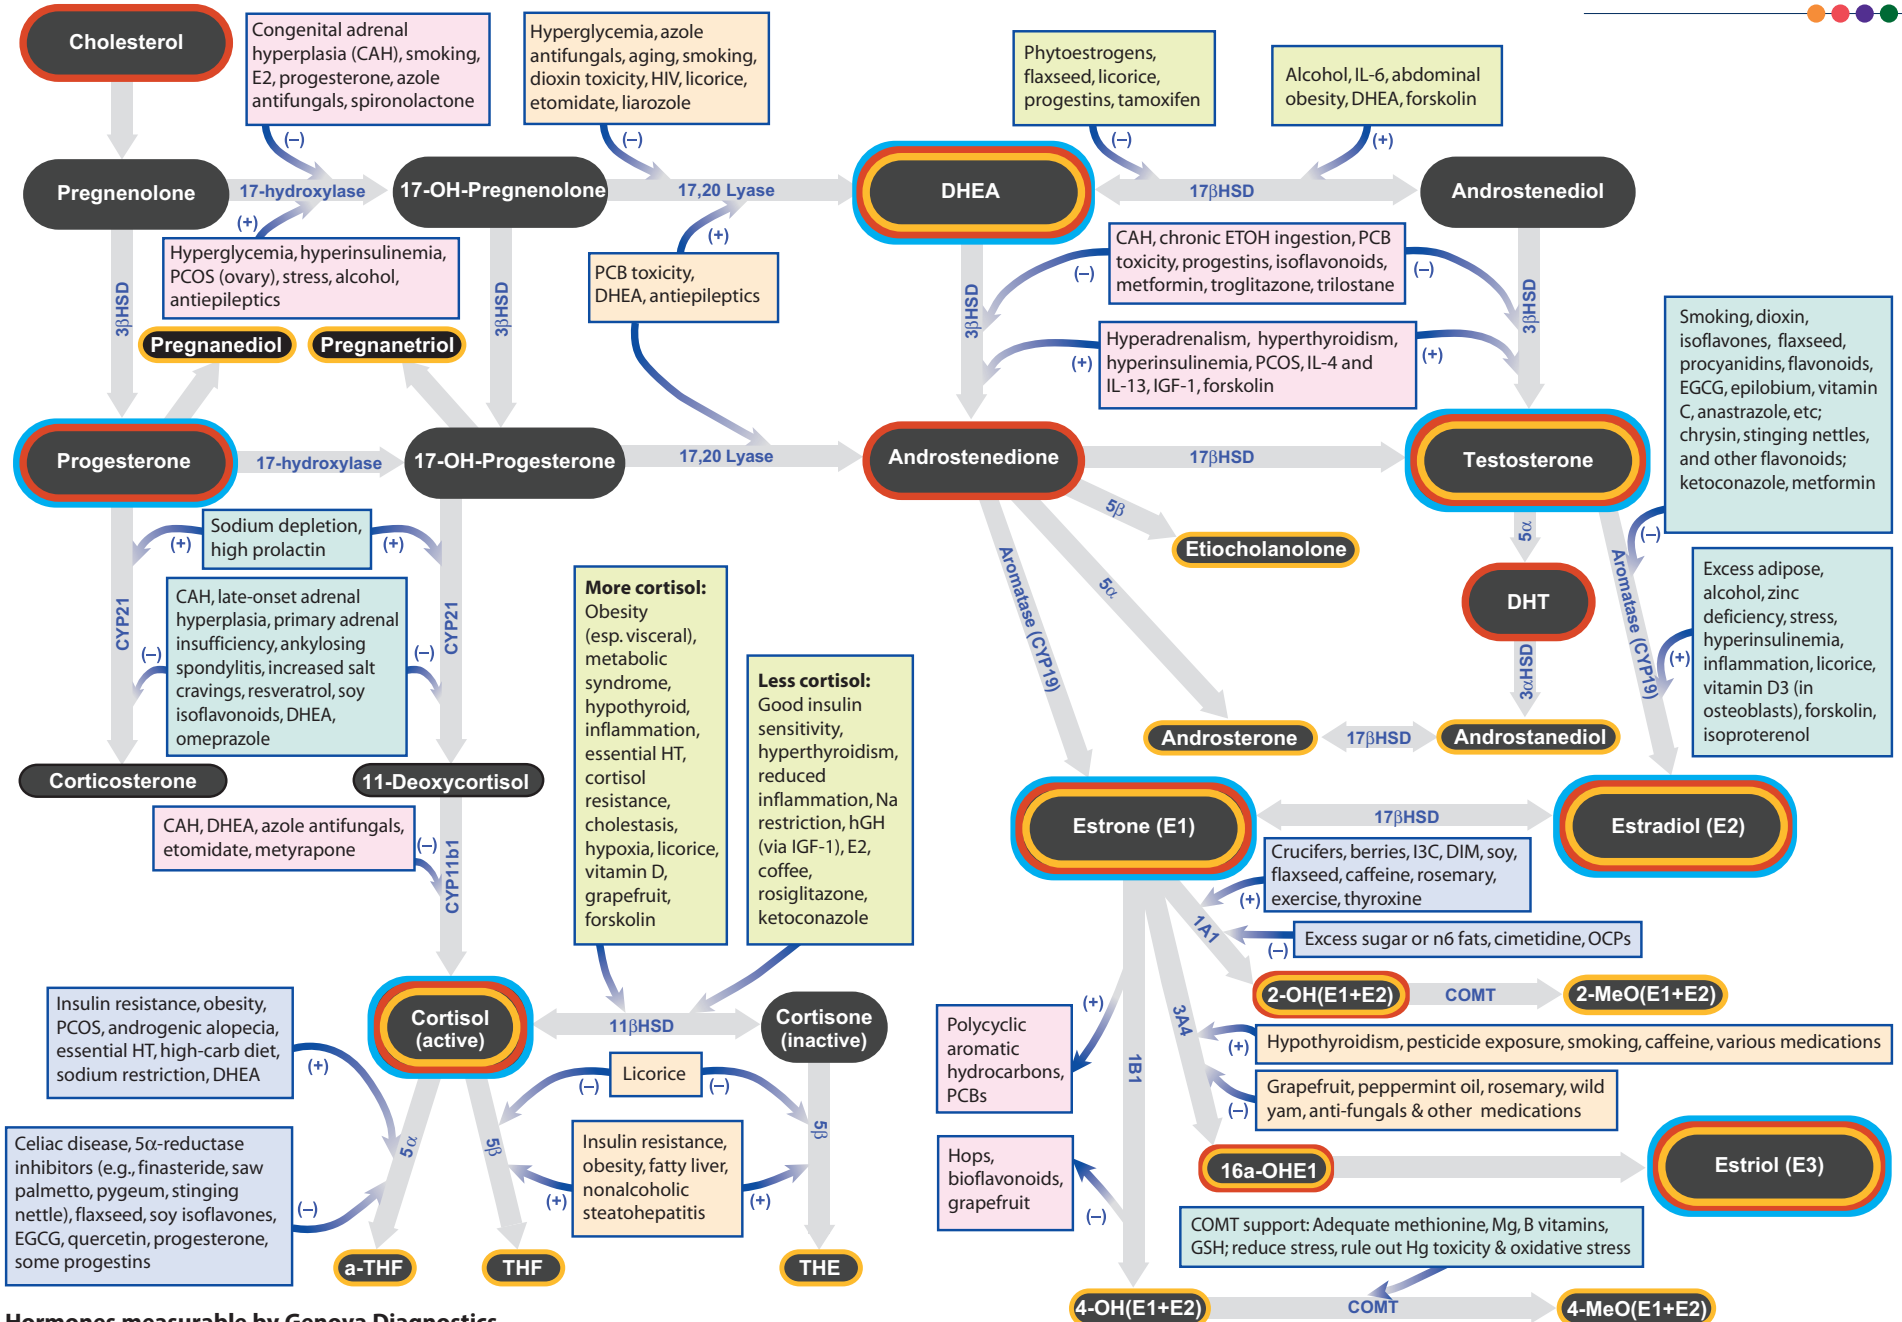 Cholesterol
Congenital adrenal
hyperplasia (CAH), smoking,
E2, progesterone, azole
antifungals, spironolactone
(–)
Hyperglycemia, azole
antifungals, aging, smoking,
dioxin toxicity, HIV, licorice,
etomidate, liarozole
(–)
Phytoestrogens,
flaxseed, licorice,
progestins, tamoxifen
(–)
Alcohol, IL-6, abdominal
obesity, DHEA, forskolin
(+)
Pregnenolone
17-hydroxylase
17-OH-Pregnenolone
17,20 Lyase
DHEA
17βHSD
Androstenediol
(+)
Hyperglycemia, hyperinsulinemia,
PCOS (ovary), stress, alcohol,
antiepileptics
(+)
PCB toxicity,
DHEA, antiepileptics
CAH, chronic ETOH ingestion, PCB
toxicity, progestins, isoflavonoids,
metformin, troglitazone, trilostane
(–)
(–)
3βHSD
3βHSD
3βHSD
3βHSD
Hyperadrenalism, hyperthyroidism,
hyperinsulinemia, PCOS, IL-4 and
IL-13, IGF-1, forskolin
(+)
(+)
Smoking, dioxin,
isoflavones, flaxseed,
procyanidins, flavonoids,
EGCG, epilobium, vitamin
C, anastrazole, etc;
chrysin, stinging nettles,
and other flavonoids;
ketoconazole, metformin
(–)
Pregnanediol
Pregnanetriol
Progesterone
17-hydroxylase
17-OH-Progesterone
17,20 Lyase
Androstenedione
17βHSD
Testosterone
Sodium depletion,
high prolactin
(+)
(+)
5β
Etiocholanolone
5α
5α
DHT
3αHSD
Aromatase (CYP19)
Aromatase (CYP19)
Excess adipose,
alcohol, zinc
deficiency, stress,
hyperinsulinemia,
inflammation, licorice,
vitamin D3 (in
osteoblasts), forskolin,
isoproterenol
(+)
CYP21
CYP21
CAH, late-onset adrenal
hyperplasia, primary adrenal
insufficiency, ankylosing
spondylitis, increased salt
cravings, resveratrol, soy
isoflavonoids, DHEA,
omeprazole
(–)
(–)
More cortisol:
Obesity
(esp. visceral),
metabolic
syndrome,
hypothyroid,
inflammation,
essential HT,
cortisol
resistance,
cholestasis,
hypoxia, licorice,
vitamin D,
grapefruit,
forskolin
Less cortisol:
Good insulin
sensitivity,
hyperthyroidism,
reduced
inflammation, Na
restriction, hGH
(via IGF-1), E2,
coffee,
rosiglitazone,
ketoconazole
Androsterone
17βHSD
Androstanediol
Corticosterone
11-Deoxycortisol
CAH, DHEA, azole antifungals,
etomidate, metyrapone
(–)
CYP11b1
Estrone (E1)
17βHSD
Estradiol (E2)
Crucifers, berries, I3C, DIM, soy,
flaxseed, caffeine, rosemary,
exercise, thyroxine
(+)
1A1
Excess sugar or n6 fats, cimetidine, OCPs
(–)
2-OH(E1+E2)
COMT
2-MeO(E1+E2)
Insulin resistance, obesity,
PCOS, androgenic alopecia,
essential HT, high-carb diet,
sodium restriction, DHEA
(+)
Cortisol
(active)
11βHSD
Cortisone
(inactive)
Polycyclic
aromatic
hydrocarbons,
PCBs
(+)
1B1
3A4
(+)
Hypothyroidism, pesticide exposure, smoking, caffeine, various medications
Licorice
(–)
(–)
Grapefruit, peppermint oil, rosemary, wild
yam, anti-fungals & other medications
(–)
Celiac disease, 5α-reductase
inhibitors (e.g., finasteride, saw
palmetto, pygeum, stinging
nettle), flaxseed, soy isoflavones,
EGCG, quercetin, progesterone,
some progestins
(–)
5α
5β
5β
Insulin resistance,
obesity, fatty liver,
nonalcoholic
steatohepatitis
(+)
(+)
Hops,
bioflavonoids,
grapefruit
(–)
16a-OHE1
Estriol (E3)
COMT support: Adequate methionine, Mg, B vitamins,
GSH; reduce stress, rule out Hg toxicity & oxidative stress
a-THF
THF
THE
4-OH(E1+E2)
COMT
4-MeO(E1+E2)
Hormones measurable by Genova Diagnostics